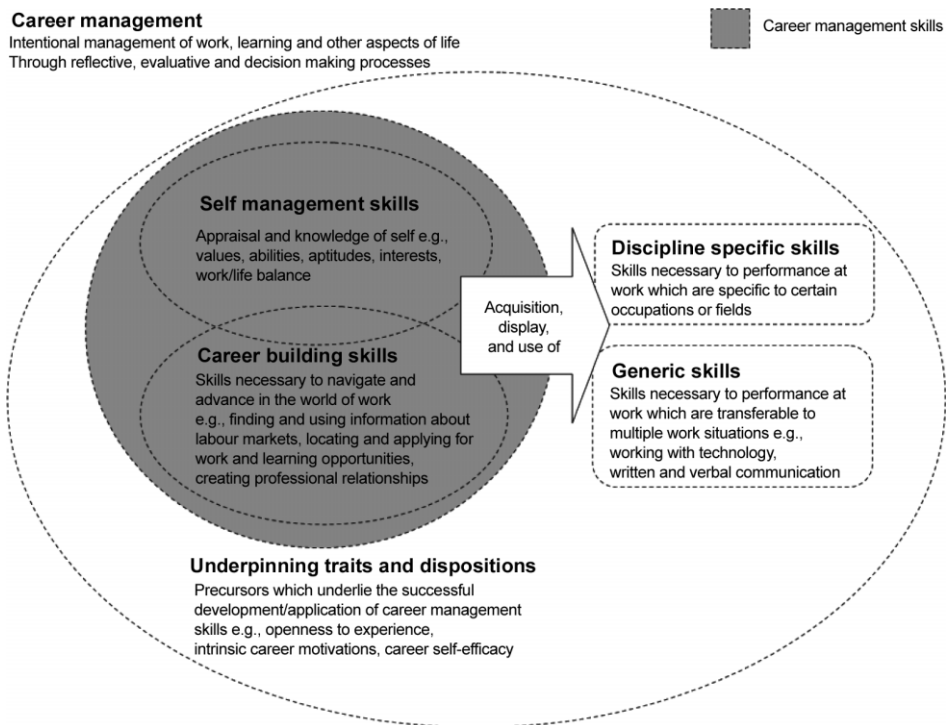 Career management
Intentional management of work, learning and other aspects of life
Through reflective, evaluative and decision making processes
Career management skills
Self management skills
Appraisal and knowledge of self e.g.,
values, abilities, aptitudes, interests,
work/life balance
Career building skills
Skills necessary to navigate and
advance in the world of work
e.g., finding and using information about
labour markets, locating and applying for
work and learning opportunities,
creating professional relationships
Acquisition,
display,
and use of
Discipline specific skills
Skills necessary to performance at
work which are specific to certain
occupations or fields
Generic skills
Skills necessary to performance at
work which are transferable to
multiple work situations e.g.,
working with technology,
written and verbal communication
Underpinning traits and dispositions
Precursors which underlie the successful
development/application of career management
skills e.g., openness to experience,
intrinsic career motivations, career self-efficacy